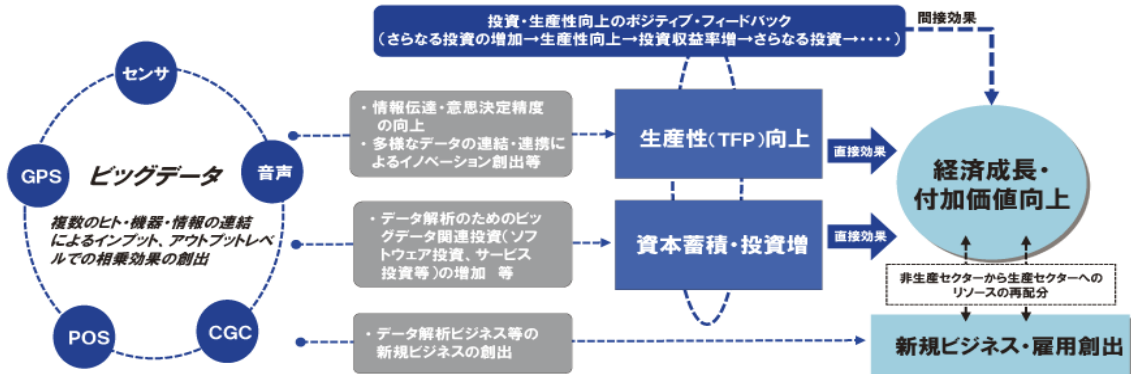 投資・生産性向上のポジティブ・フィードバック
（さらなる投資の増加→生産性向上→投資収益率増→さらなる投資→・・・・）
間接効果
センサ
GPS
音声
ビッグデータ
複数のヒト・機器・情報の連結
によるインプット、アウトプットレベ
ルでの相乗効果の創出
POS
CGC
・情報伝達・意思決定精度
の向上
・多様なデータの連結・連携に
よるイノベーション創出等
生産性（TFP）向上
直接効果
・データ解析のためのビッ
グデータ関連投資（ソフ
トウェア投資、サービス
投資等）の増加 等
資本蓄積・投資増
直接効果
経済成長・
付加価値向上
非生産セクターから生産セクターへの
リソースの再配分
・データ解析ビジネス等の
新規ビジネスの創出
新規ビジネス・雇用創出